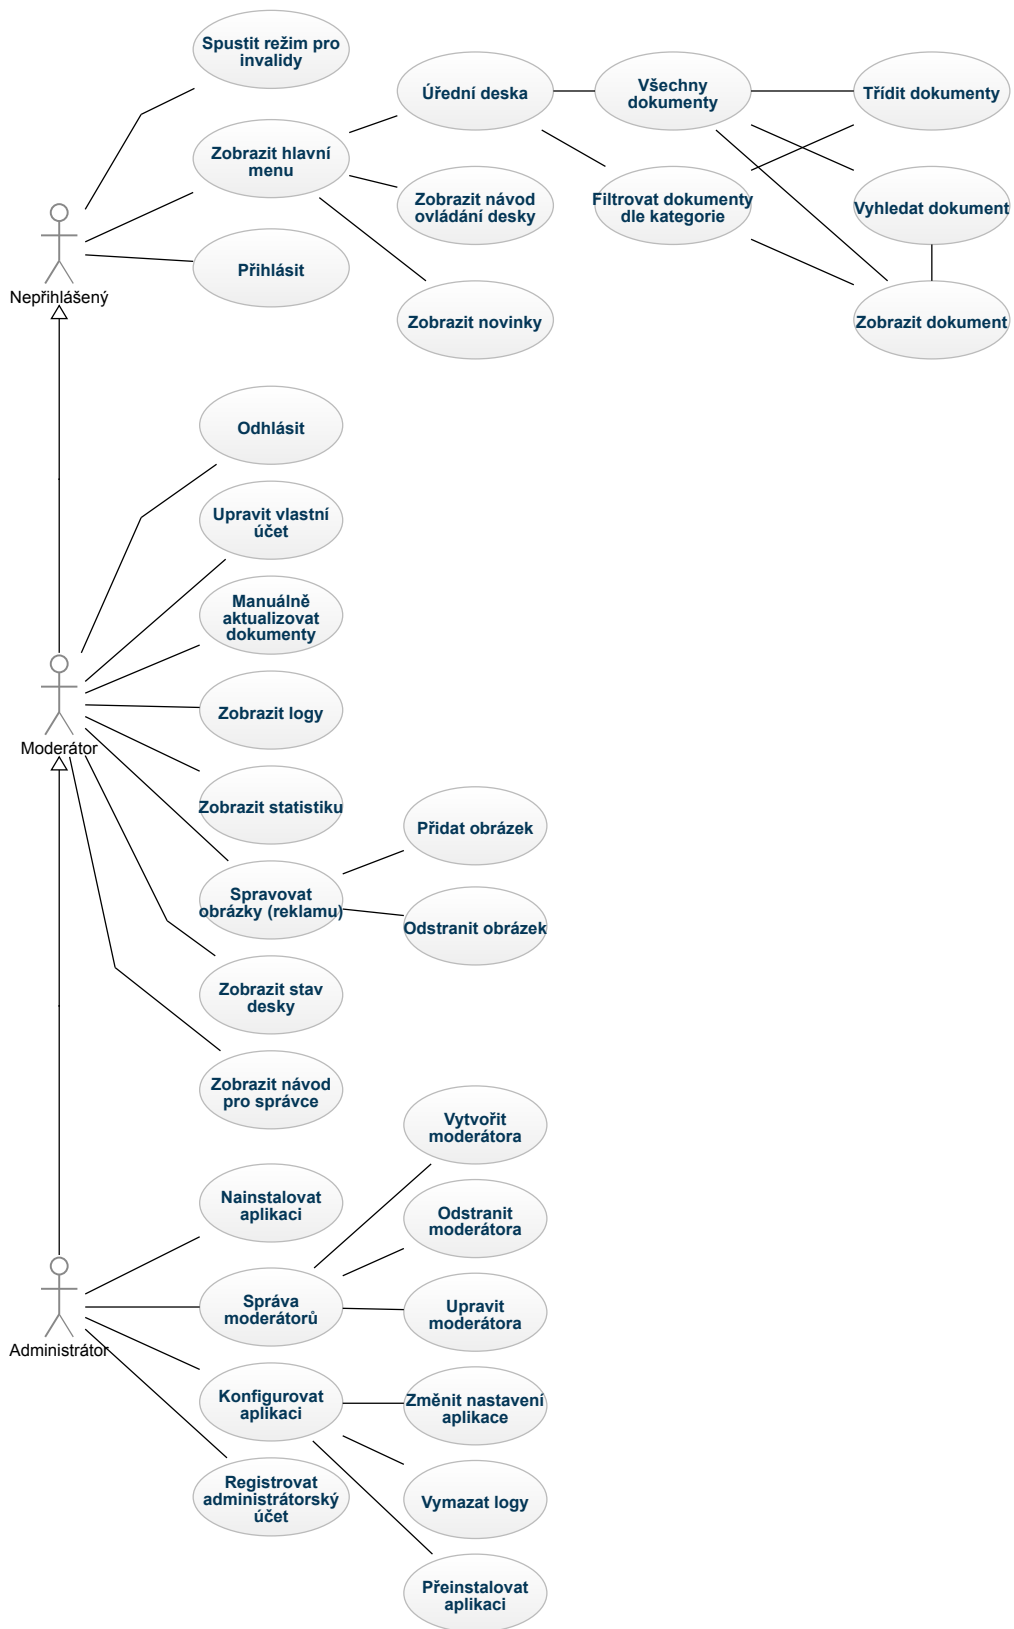 Spustit režim pro
invalidy
Úřední deska
Všechny
dokumenty
Třídit dokumenty
Zobrazit hlavní
menu
Zobrazit návod
ovládání desky
Filtrovat dokumenty
dle kategorie
Vyhledat dokument
Nepřihlášený
Přihlásit
Zobrazit novinky
Zobrazit dokument
Odhlásit
Upravit vlastní
účet
Manuálně
aktualizovat
dokumenty
Moderátor
Zobrazit logy
Zobrazit statistiku
Přidat obrázek
Spravovat
obrázky (reklamu)
Odstranit obrázek
Zobrazit stav
desky
Zobrazit návod
pro správce
Vytvořit
moderátora
Nainstalovat
aplikaci
Odstranit
moderátora
Administrátor
Správa
moderátorů
Upravit
moderátora
Konfigurovat
aplikaci
Změnit nastavení
aplikace
Registrovat
administrátorský
účet
Vymazat logy
Přeinstalovat
aplikaci